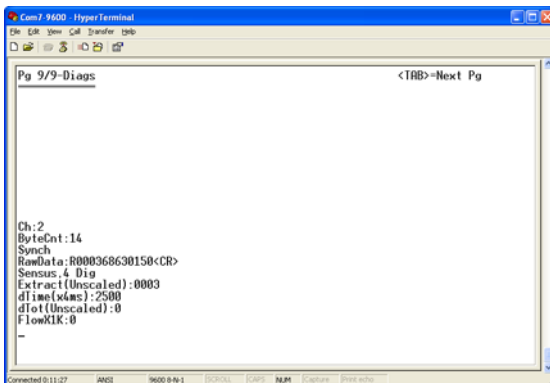 Com7-9600 - HyperTerminal
File Edit View Call Transfer Help
Pg 9/9-Diags <TAB>=Next Pg
Ch:2
ByteCnt:14
Synch
RawData:R000368630150<CR>
Sensus,4 Dig
Extract(Unscaled):0003
dTime(x4ms):2500
dTot(Unscaled):0
FlowX1K:0
Connected 0:11:27 ANSI 9600 8-N-1 SCROLL CAPS NUM Capture Print echo